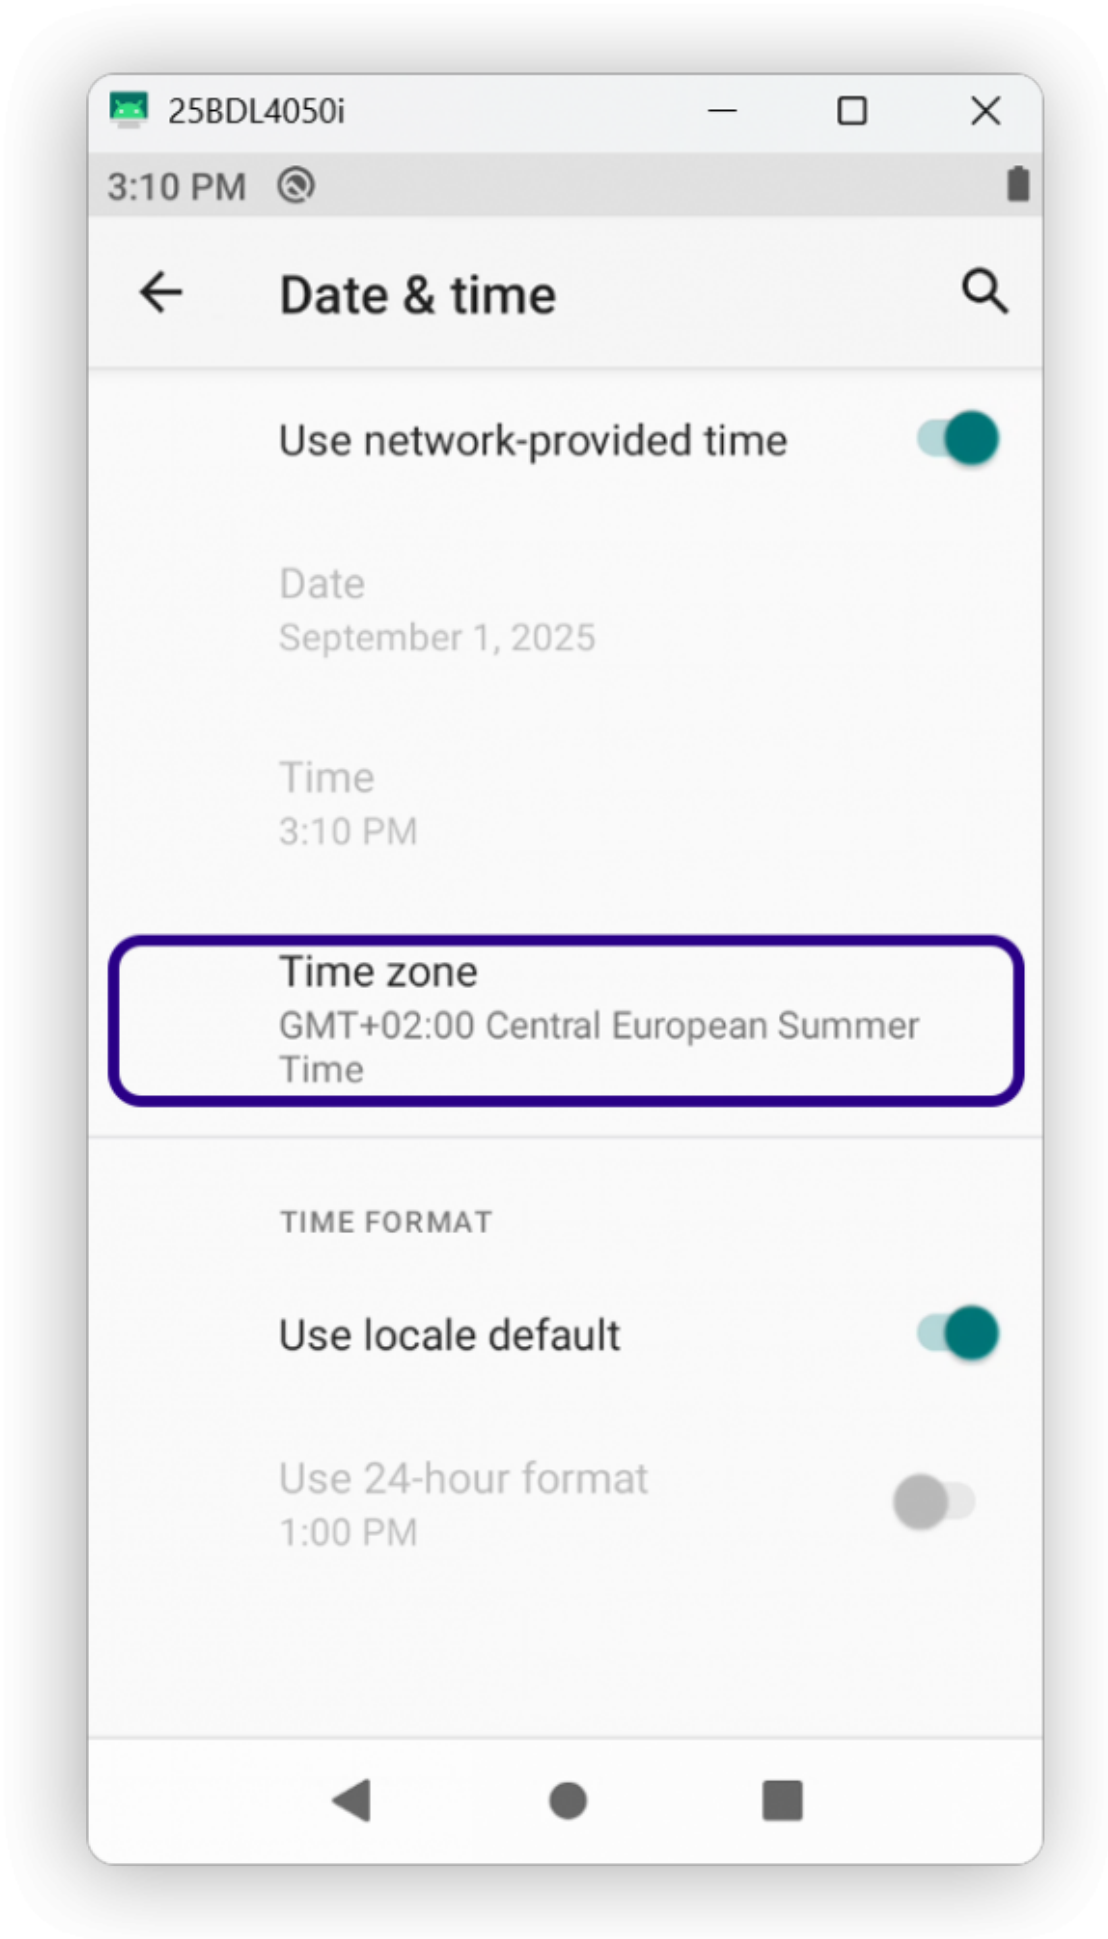 25BDL4050i
3:10 PM
Date & time
Use network-provided time
Date
September 1, 2025
Time
3:10 PM
Time zone
GMT+02:00 Central European Summer
Time
TIME FORMAT
Use locale default
Use 24-hour format
1:00 PM